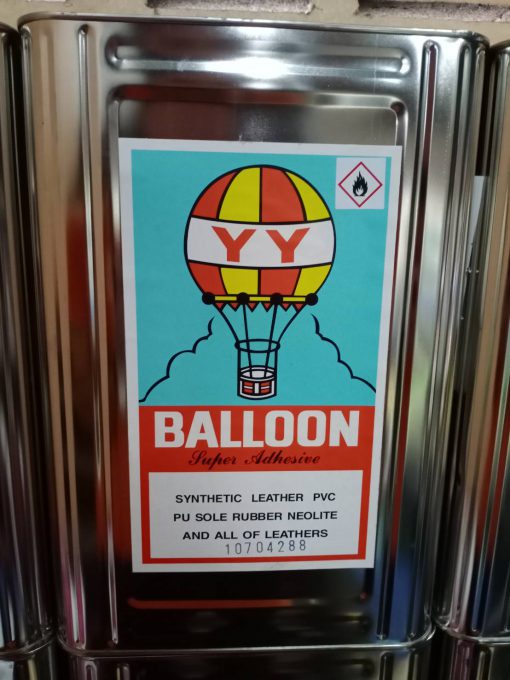 YY
BALLOON
Super Adhesive
SYNTHETIC LEATHER PVC
PU SOLE RUBBER NEOLITE
AND ALL OF LEATHERS
10704288